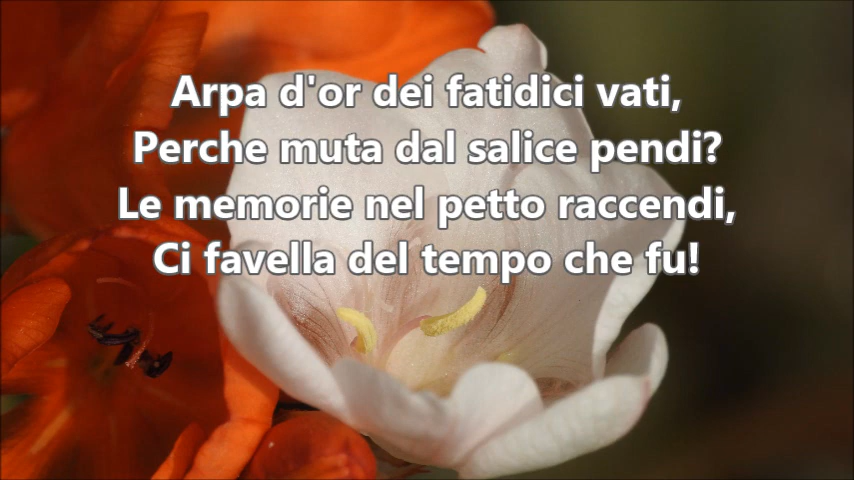 Arpa d'or dei fatidici vati,
Perche muta dal salice pendi?
Le memorie nel petto raccendi,
Ci favella del tempo che fu!